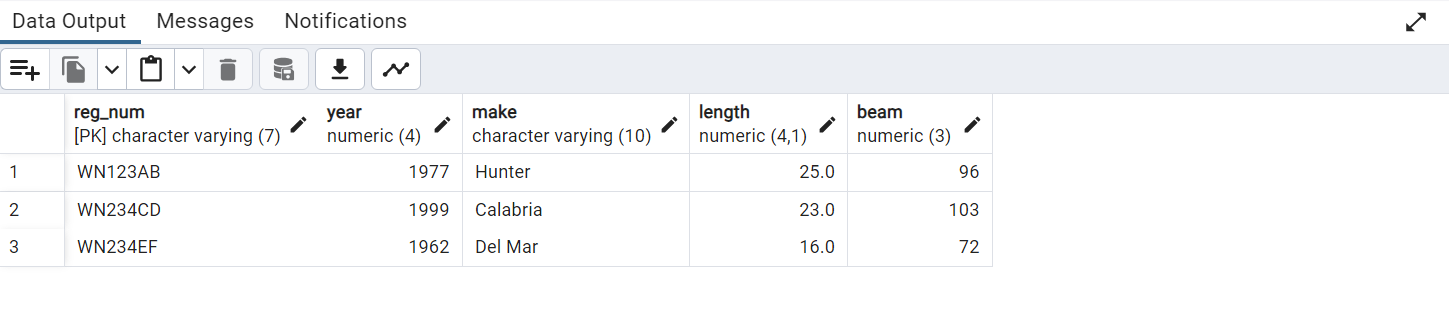 Data Output Messages Notifications
reg_num year make length beam
[PK] character varying (7) numeric (4) character varying (10) numeric (4,1) numeric (3)
1 WN123AB 1977 Hunter 25.0 96
2 WN234CD 1999 Calabria 23.0 103
3 WN234EF 1962 Del Mar 16.0 72